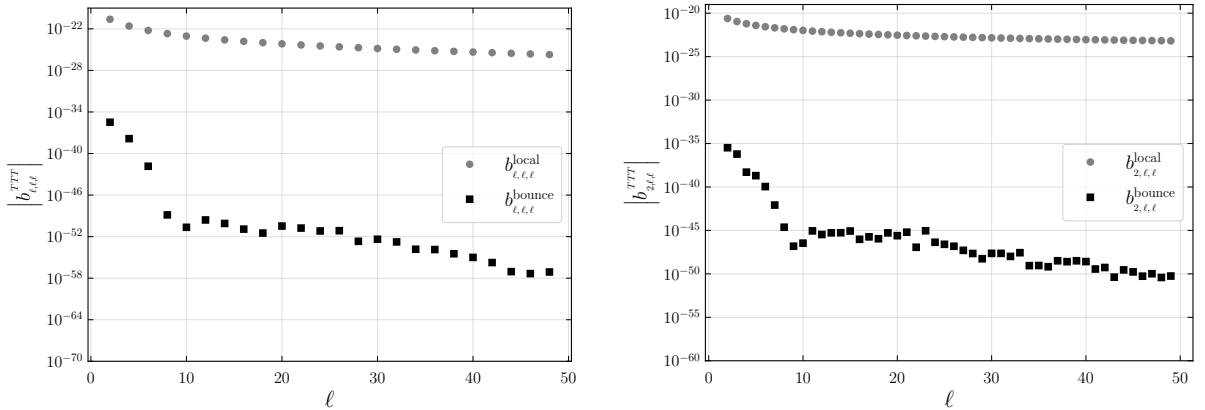 10^{-22}
10^{-28}
10^{-34}
10^{-40}
10^{-46}
10^{-52}
10^{-58}
10^{-64}
10^{-70}
|b^{TTT}_{ℓ,ℓ,ℓ}|
b^{local}_{ℓ,ℓ,ℓ}
b^{bounce}_{ℓ,ℓ,ℓ}
0 10 20 30 40 50
ℓ
10^{-20}
10^{-25}
10^{-30}
10^{-35}
10^{-40}
10^{-45}
10^{-50}
10^{-55}
10^{-60}
|b^{TTT}_{2,ℓ,ℓ}|
b^{local}_{2,ℓ,ℓ}
b^{bounce}_{2,ℓ,ℓ}
0 10 20 30 40 50
ℓ